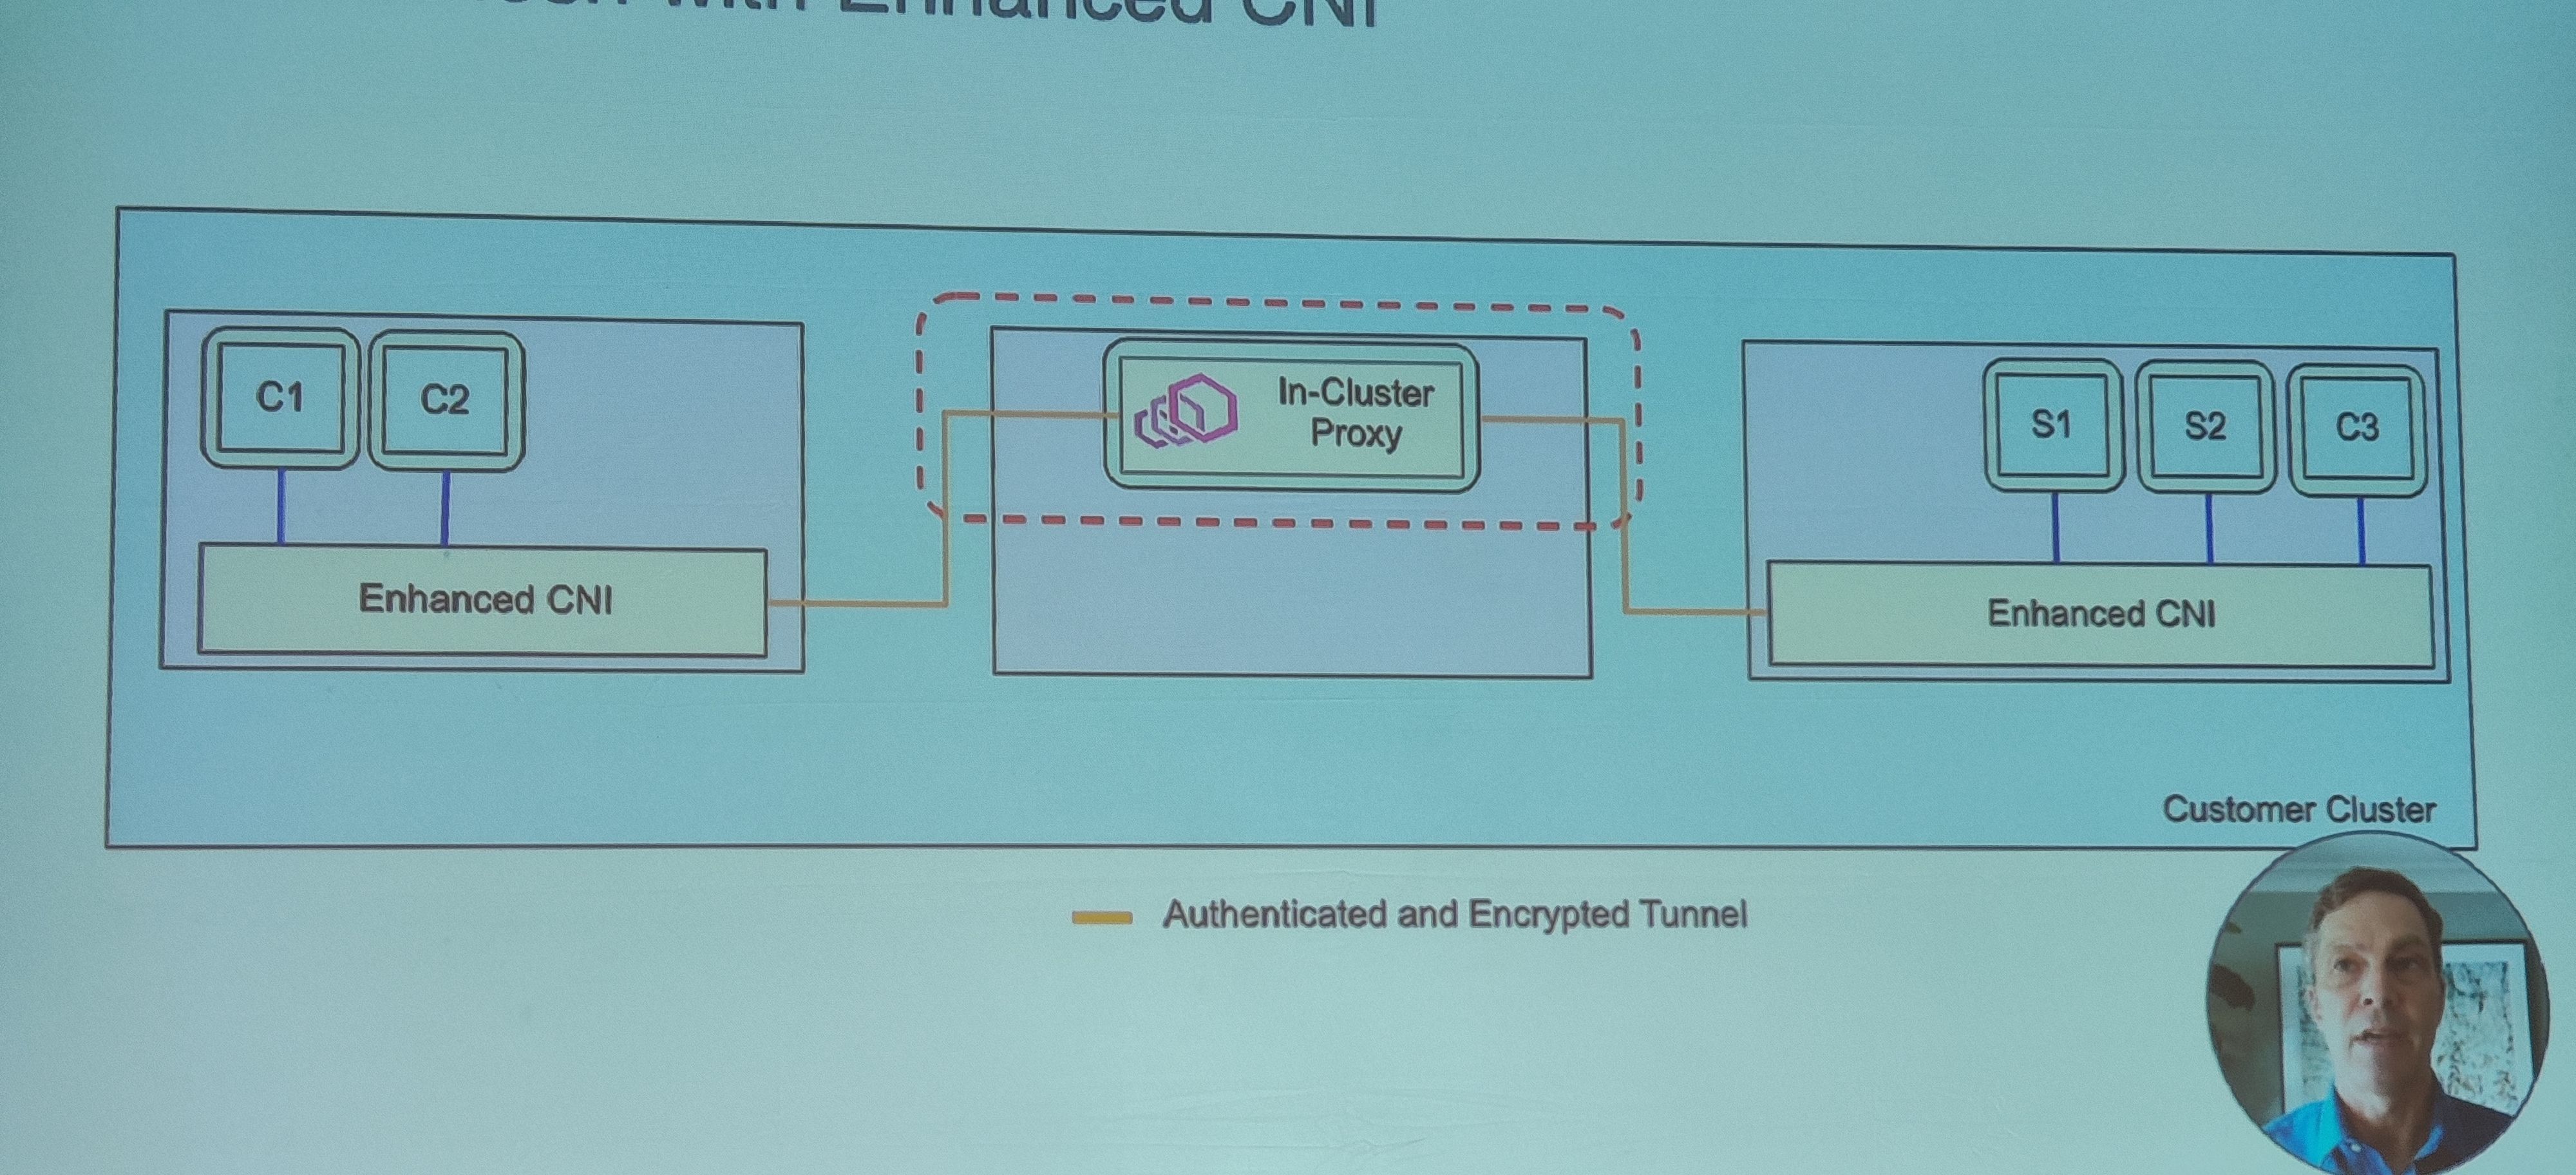 with Enhanced CNI
C1
C2
In-Cluster
Proxy
S1
S2
C3
Enhanced CNI
Enhanced CNI
Customer Cluster
Authenticated and Encrypted Tunnel